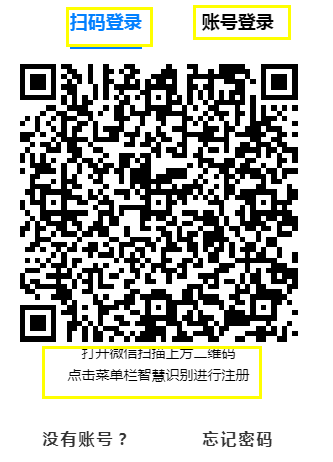 扫码登录
账号登录
打开微信扫描上方二维码
点击菜单栏智慧识别进行注册
没有账号？
忘记密码